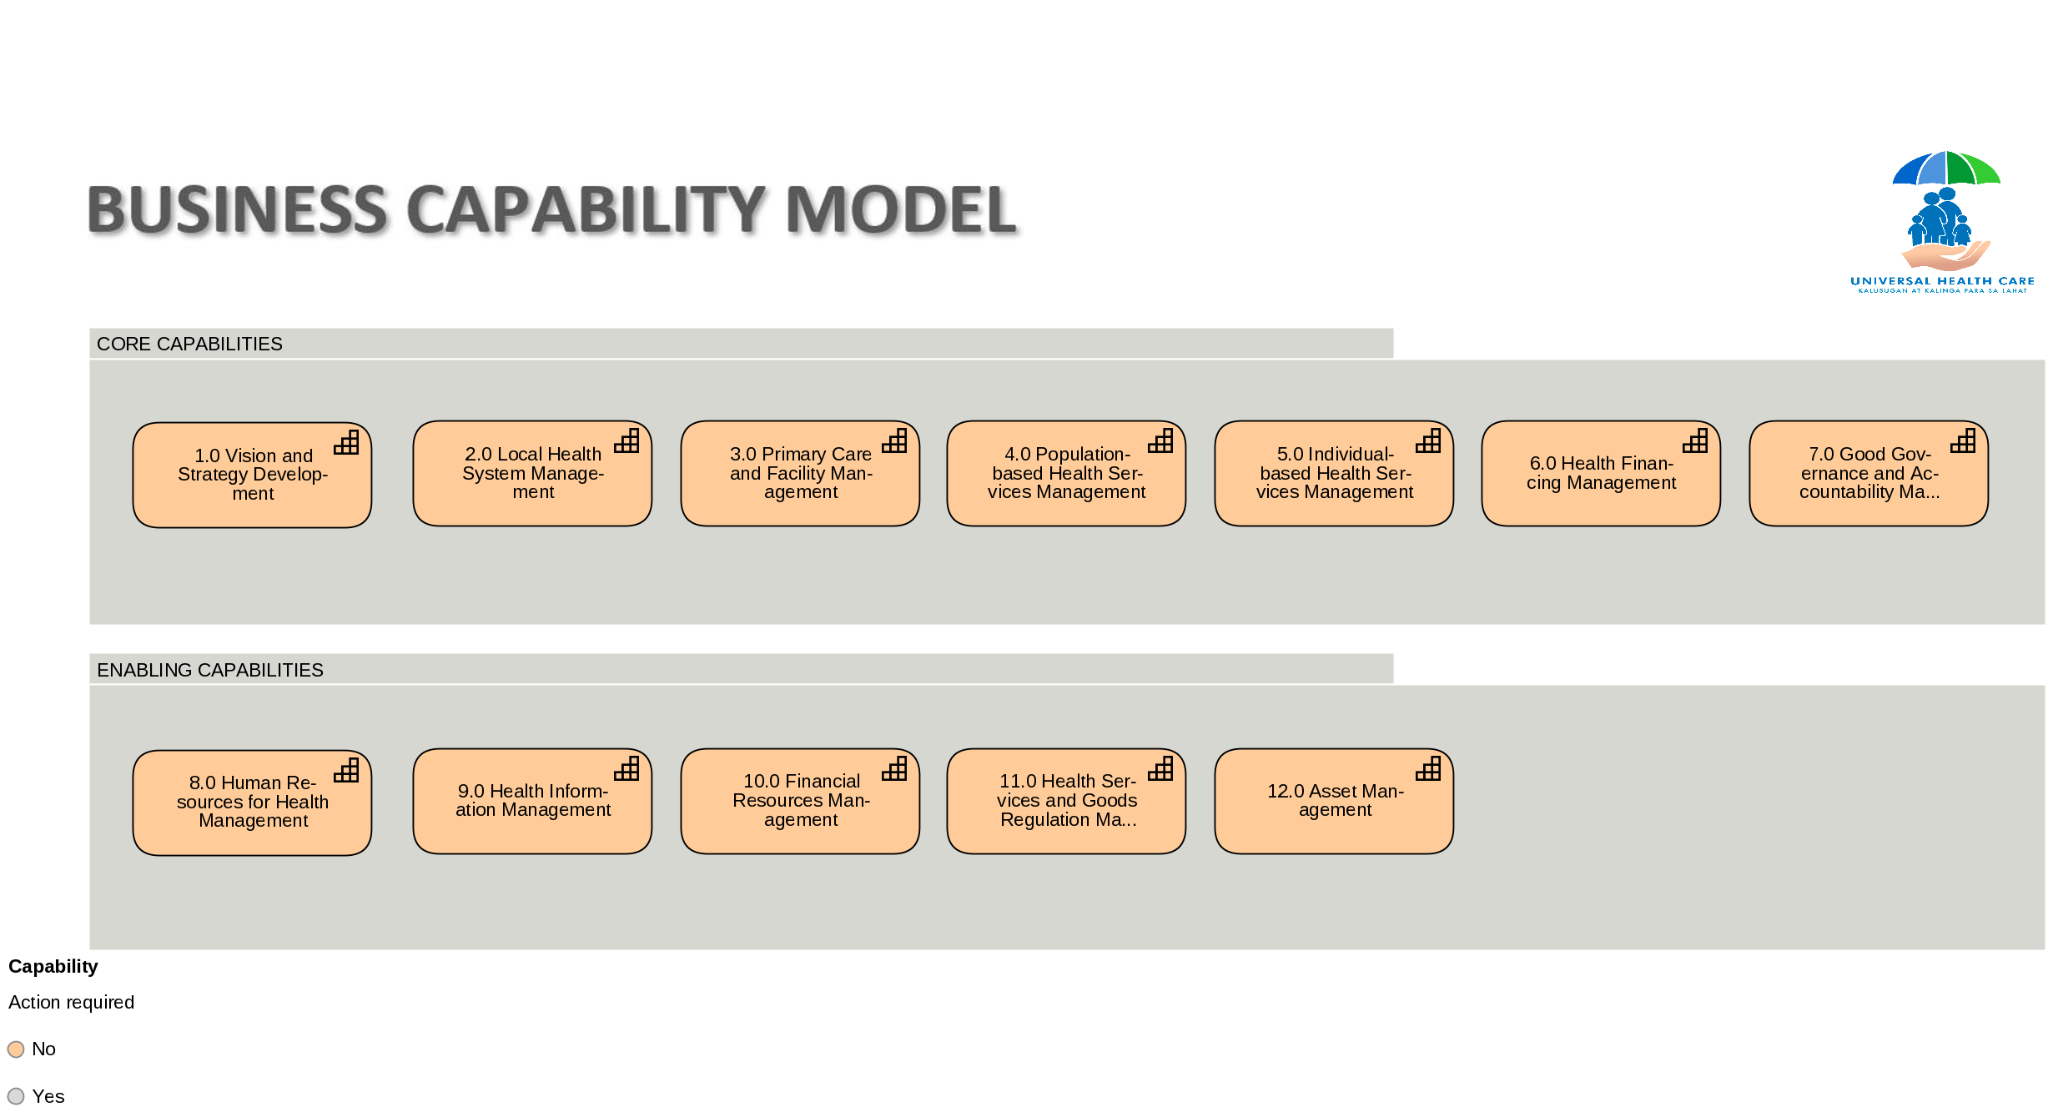 BUSINESS CAPABILITY MODEL
UNIVERSAL HEALTH CARE
KALUSUGAN AT KALINGA PARA SA LAHAT
CORE CAPABILITIES
1.0 Vision and
Strategy Develop-
ment
2.0 Local Health
System Manage-
ment
3.0 Primary Care
and Facility Man-
agement
4.0 Population-
based Health Ser-
vices Management
5.0 Individual-
based Health Ser-
vices Management
6.0 Health Finan-
cing Management
7.0 Good Gov-
ernance and Ac-
countability Ma...
ENABLING CAPABILITIES
8.0 Human Re-
sources for Health
Management
9.0 Health Inform-
ation Management
10.0 Financial
Resources Man-
agement
11.0 Health Ser-
vices and Goods
Regulation Ma...
12.0 Asset Man-
agement
Capability
Action required
No
Yes